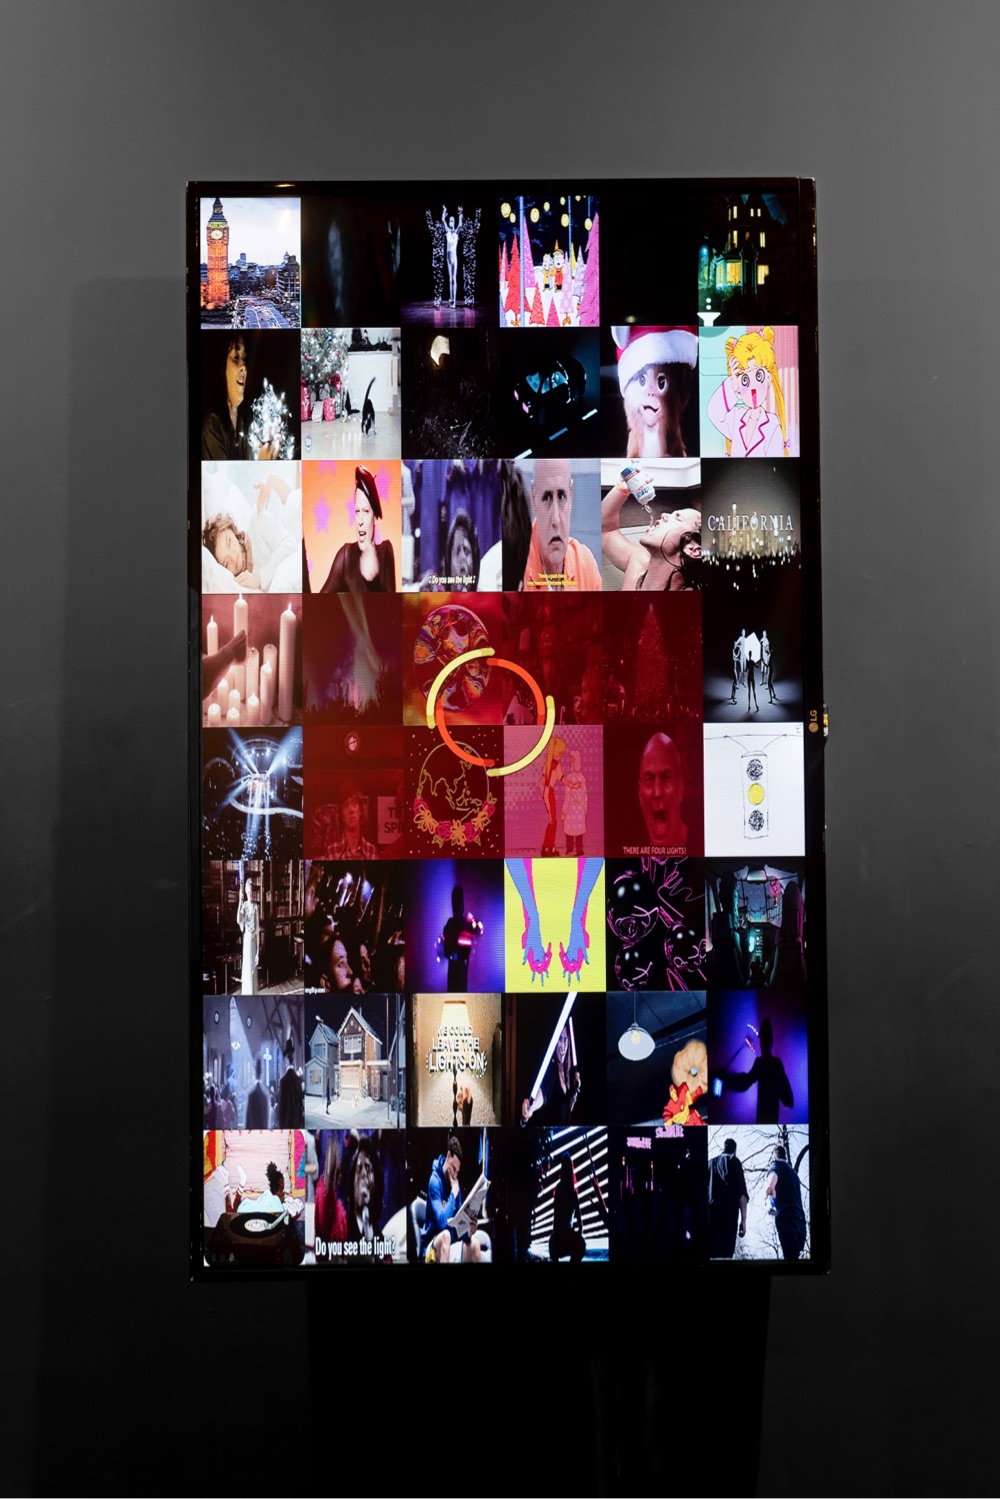 CALIFORNIA
♪ Do you see the light ♪
LG
THERE ARE FOUR LIGHTS!
WE COULD
LEAVE THE
LIGHTS ON
Do you see the light?